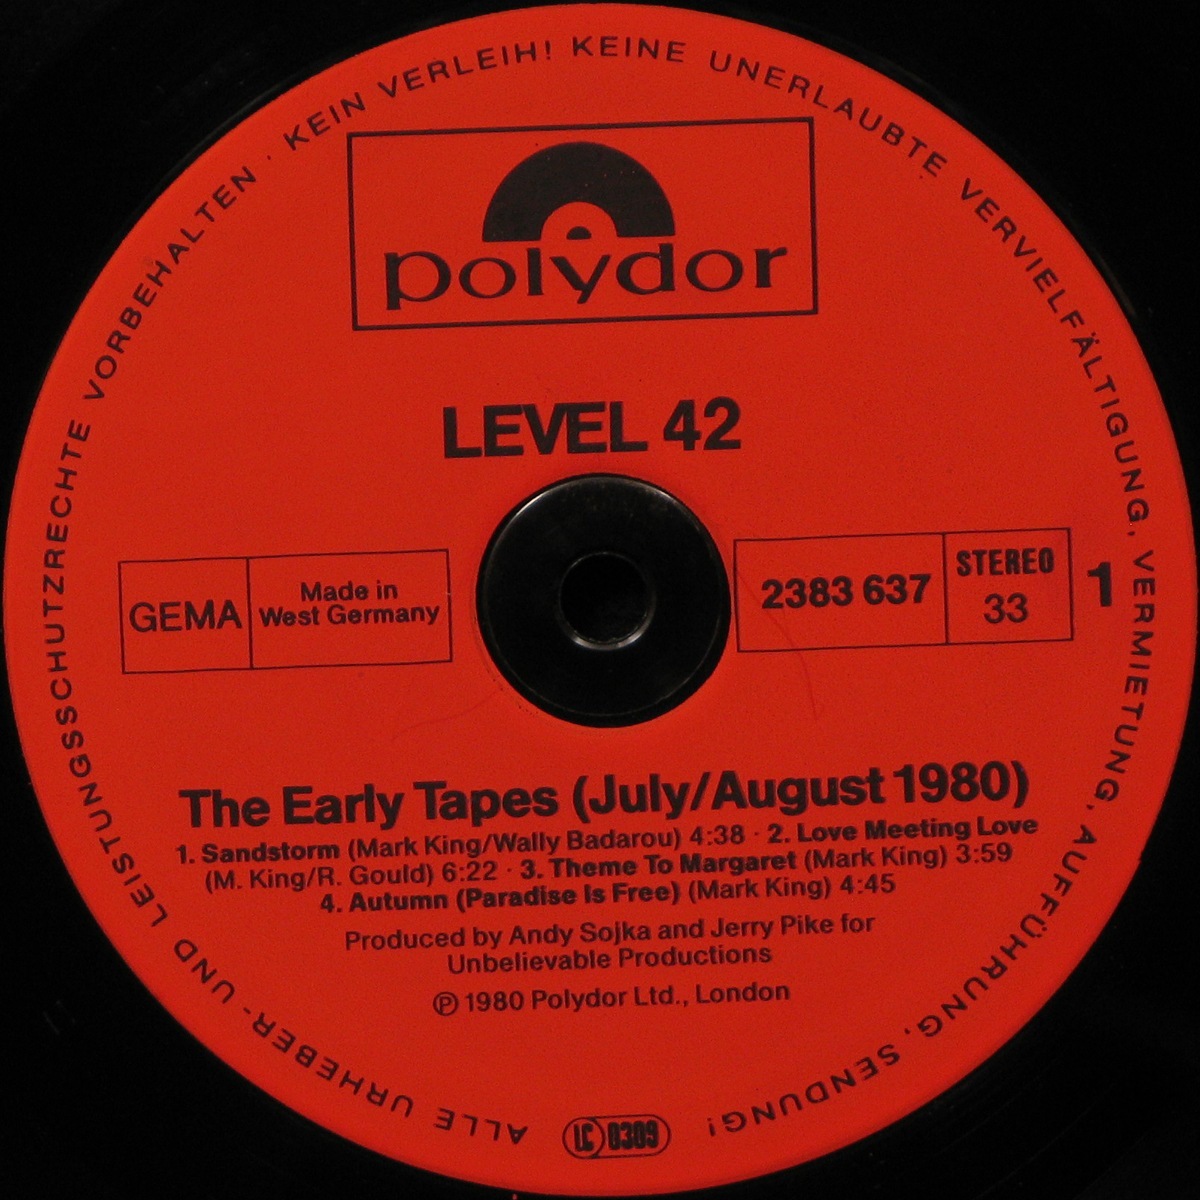 ALLE URHEBER- UND LEISTUNGSSCHUTZRECHTE VORBEHALTEN · KEIN VERLEIH! KEINE UNERLAUBTE VERVIELFÄLTIGUNG, VERMIETUNG, AUFFÜHRUNG, SENDUNG!
polydor
LEVEL 42
GEMA
Made in
West Germany
2383 637
STEREO
33
1
The Early Tapes (July/August 1980)
1. Sandstorm (Mark King/Wally Badarou) 4:38 · 2. Love Meeting Love
(M. King/R. Gould) 6:22 · 3. Theme To Margaret (Mark King) 3:59
4. Autumn (Paradise Is Free) (Mark King) 4:45
Produced by Andy Sojka and Jerry Pike for
Unbelievable Productions
℗ 1980 Polydor Ltd., London
LC 0309